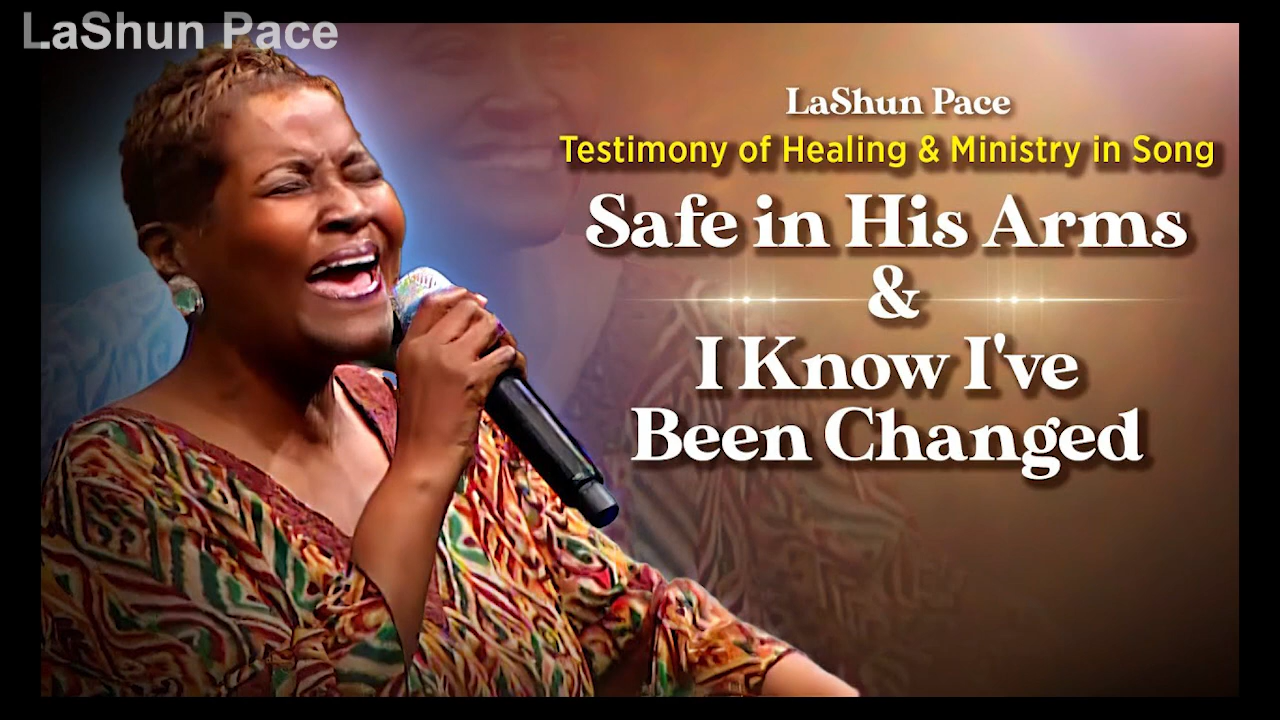 LaShun Pace
LaShun Pace
Testimony of Healing & Ministry in Song
Safe in His Arms
&
I Know I've
Been Changed